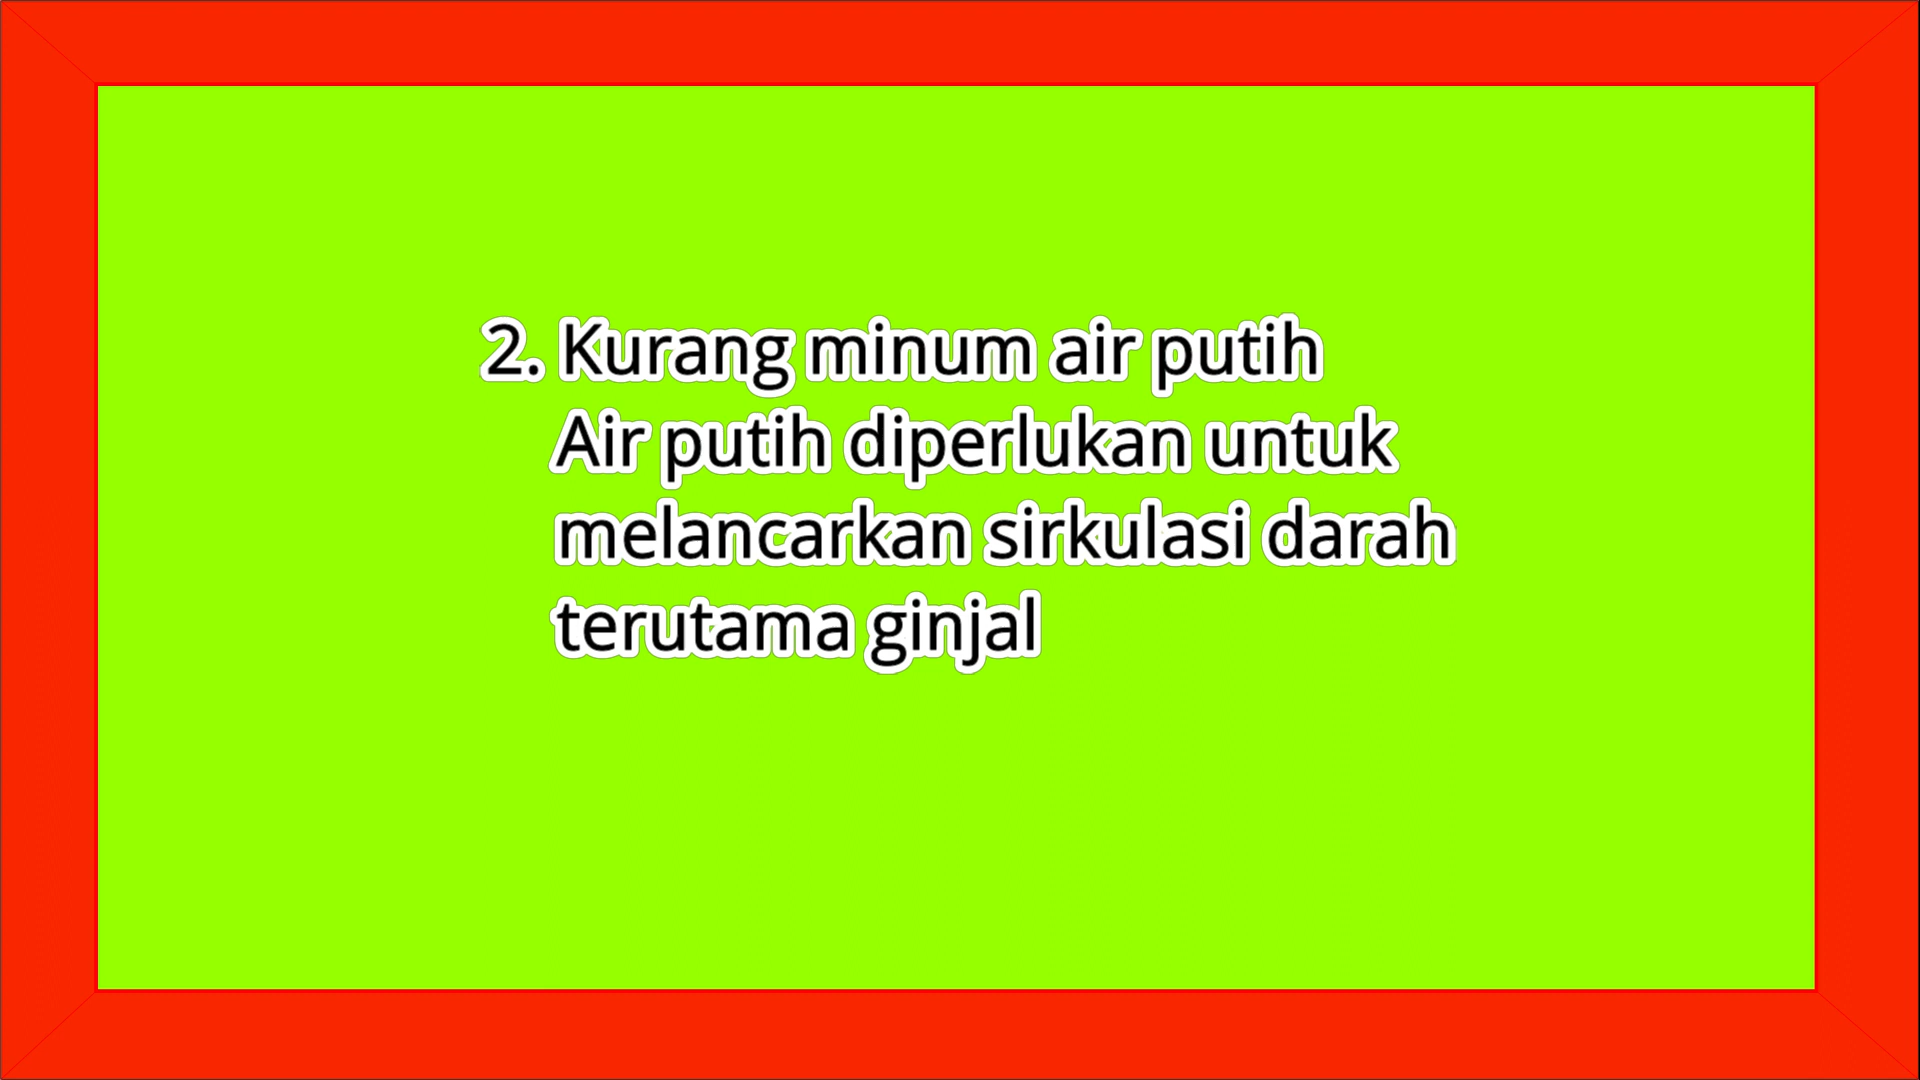 2. Kurang minum air putih
Air putih diperlukan untuk
melancarkan sirkulasi darah
terutama ginjal